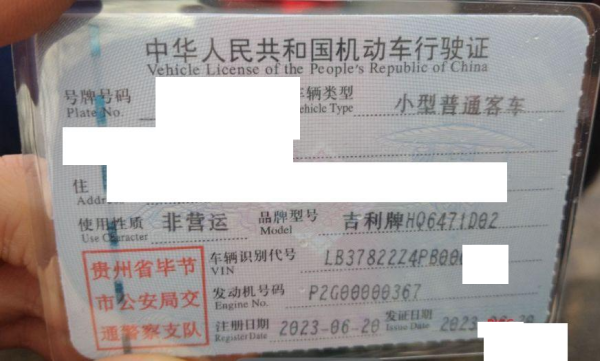 中华人民共和国机动车行驶证
Vehicle License of the People's Republic of China
号牌号码 车辆类型 小型普通客车
Plate No. Vehicle Type
住
Address
使用性质 非营运 品牌型号 吉利牌HQ6471D02
Use Character Model
贵州省毕节
市公安局交
通警察支队
车辆识别代号 LB37822Z4PB00
VIN
发动机号码 P2G00000367
Engine No.
注册日期 2023-06-20 发证日期 2023-06-20
Register Date Issue Date